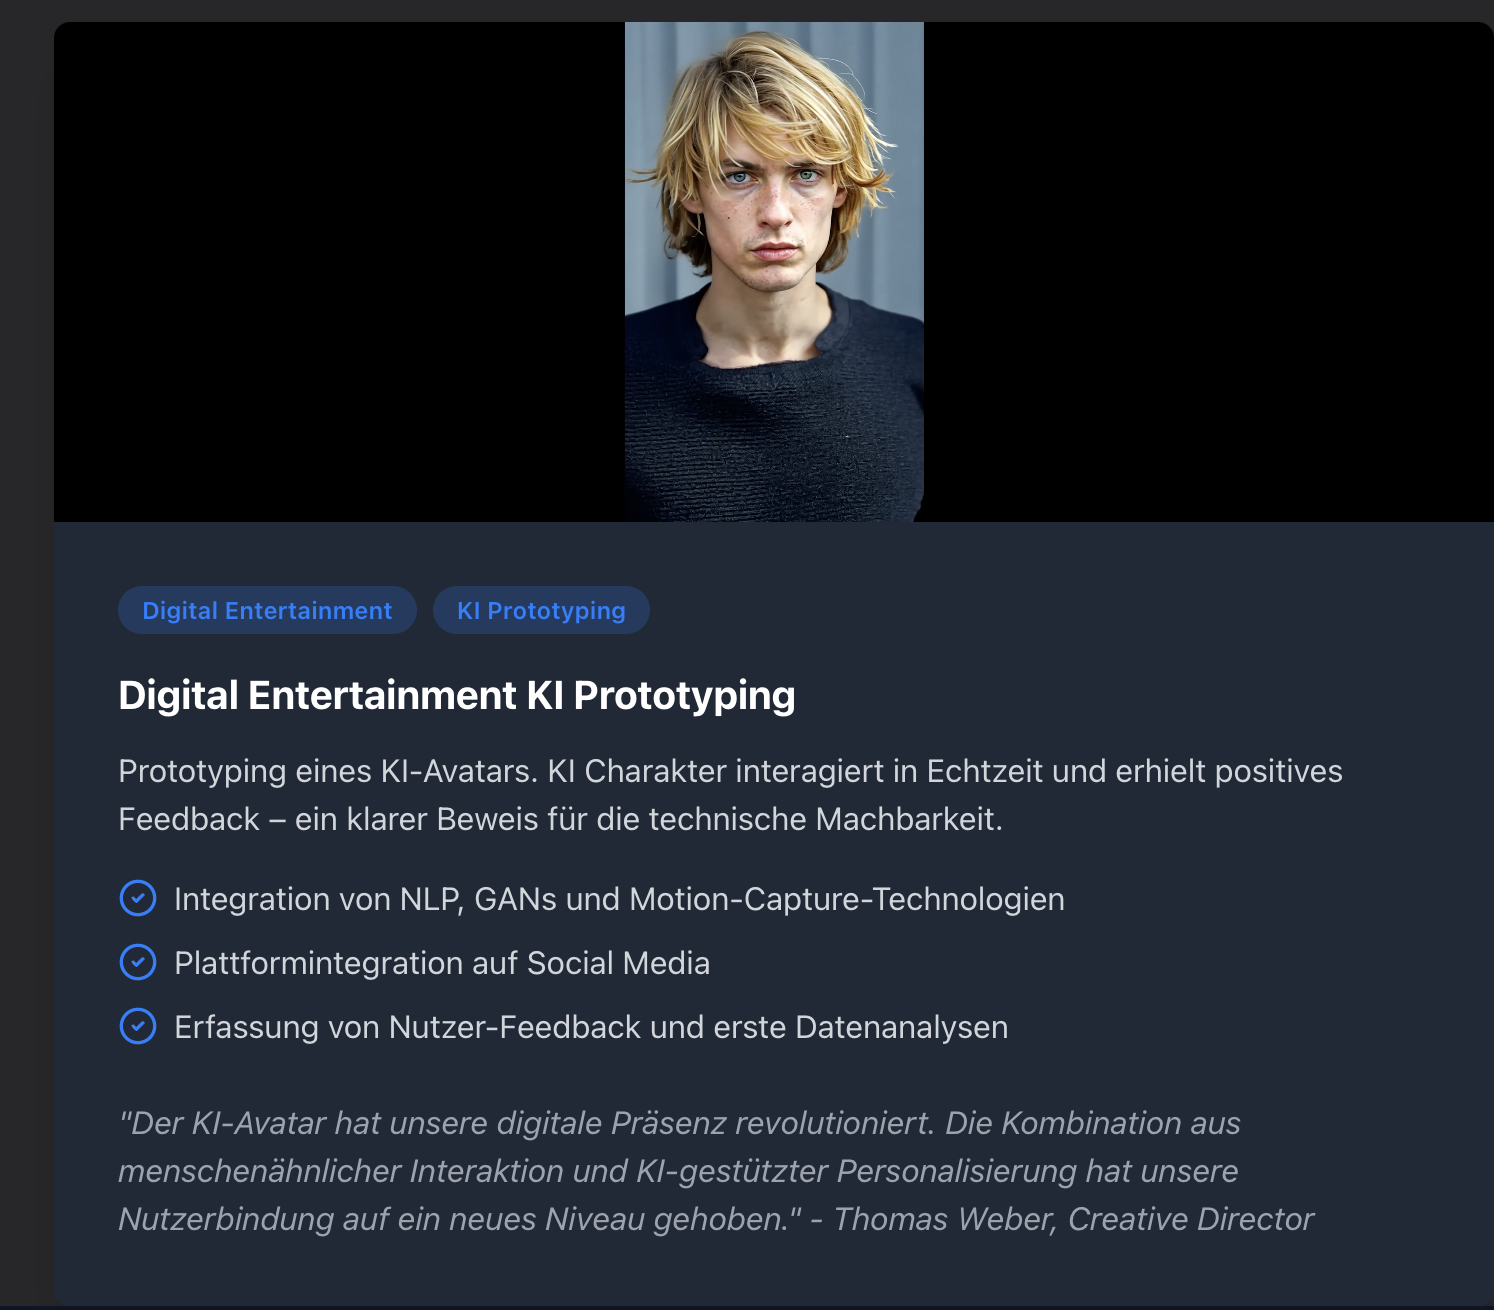 Digital Entertainment KI Prototyping
Digital Entertainment KI Prototyping
Prototyping eines KI-Avatars. KI Charakter interagiert in Echtzeit und erhielt positives
Feedback – ein klarer Beweis für die technische Machbarkeit.
Integration von NLP, GANs und Motion-Capture-Technologien
Plattformintegration auf Social Media
Erfassung von Nutzer-Feedback und erste Datenanalysen
"Der KI-Avatar hat unsere digitale Präsenz revolutioniert. Die Kombination aus
menschenähnlicher Interaktion und KI-gestützter Personalisierung hat unsere
Nutzerbindung auf ein neues Niveau gehoben." - Thomas Weber, Creative Director